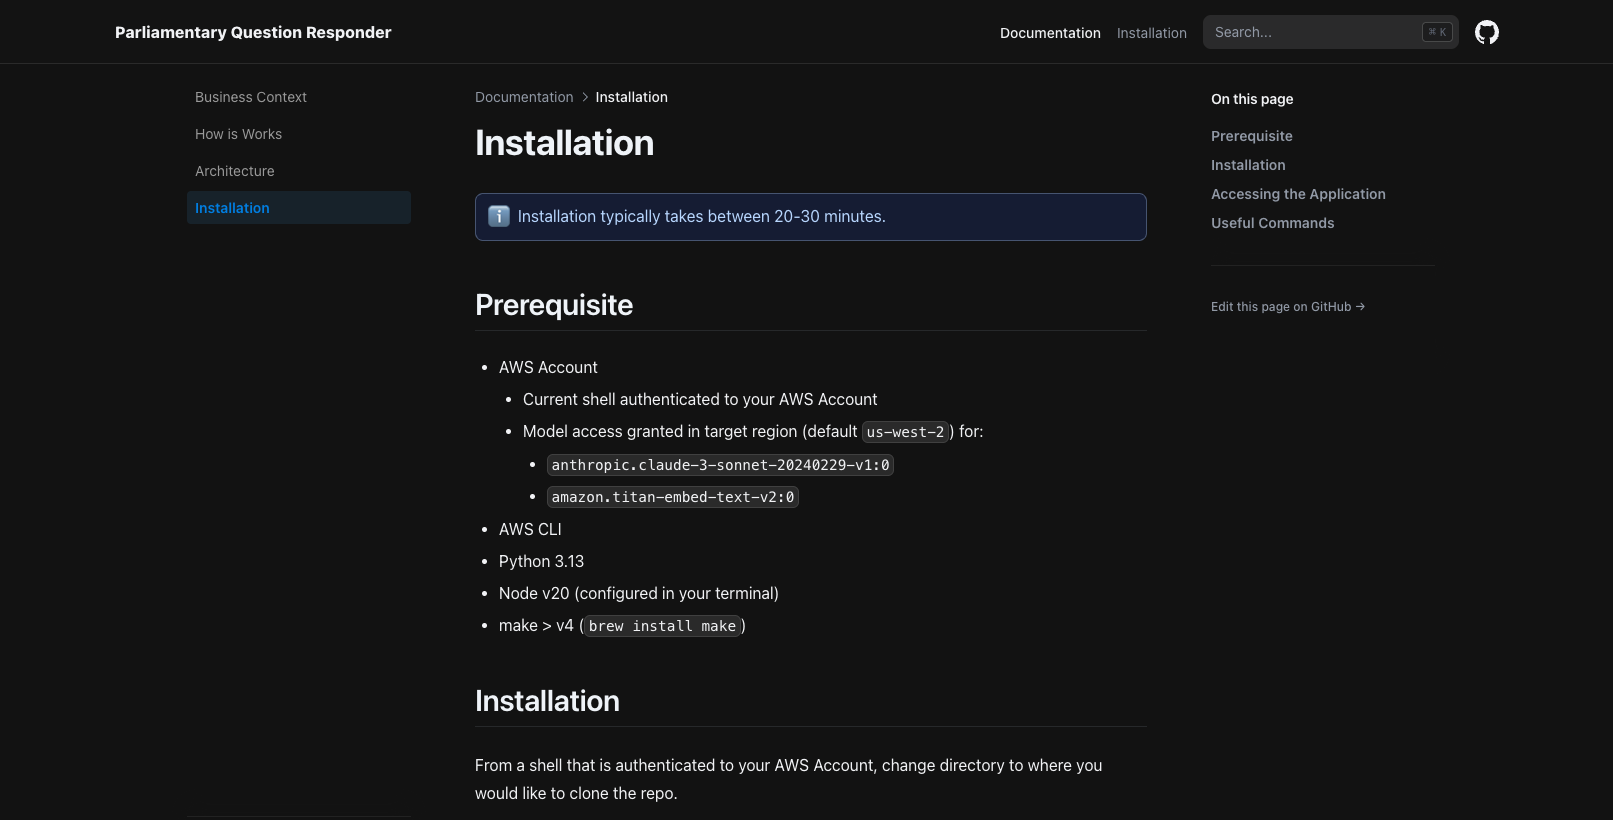 Parliamentary Question Responder
Documentation
Installation
Search...
⌘ K
Business Context
How is Works
Architecture
Installation
Documentation > Installation
Installation
ℹ️ Installation typically takes between 20-30 minutes.
Prerequisite
• AWS Account
• Current shell authenticated to your AWS Account
• Model access granted in target region (default us-west-2) for:
• anthropic.claude-3-sonnet-20240229-v1:0
• amazon.titan-embed-text-v2:0
• AWS CLI
• Python 3.13
• Node v20 (configured in your terminal)
• make > v4 (brew install make)
Installation
From a shell that is authenticated to your AWS Account, change directory to where you
would like to clone the repo.
On this page
Prerequisite
Installation
Accessing the Application
Useful Commands
Edit this page on GitHub →